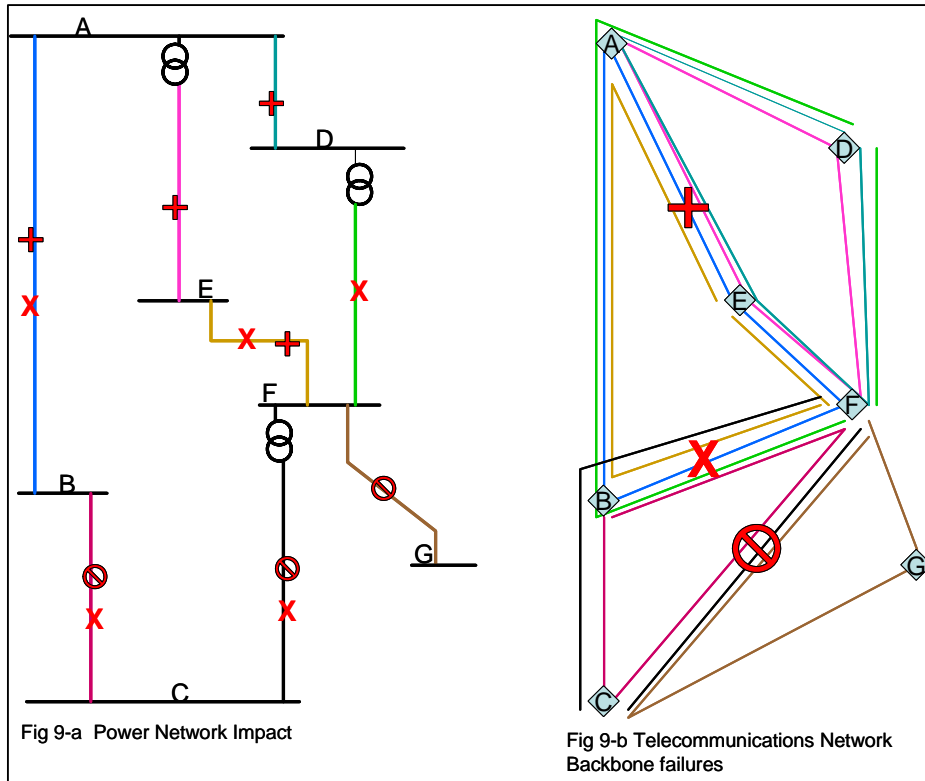 A
D
E
F
B
G
C
X
X
X
X
X
Fig 9-a Power Network Impact
A
D
E
F
B
X
G
C
Fig 9-b Telecommunications Network
Backbone failures